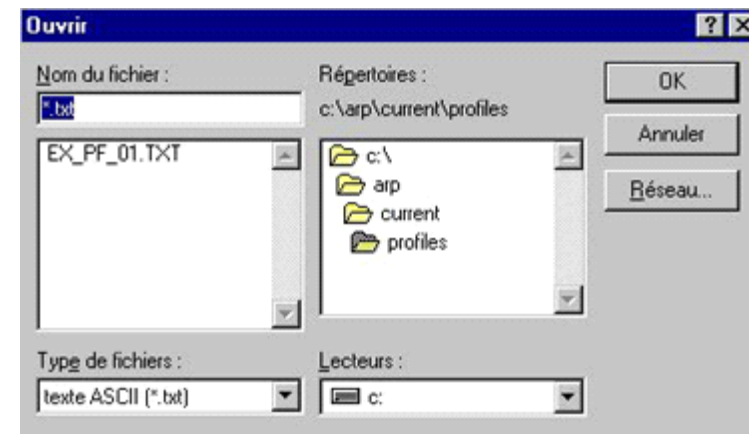 Ouvrir
Nom du fichier :
*.txt
EX_PF_01.TXT
Type de fichiers :
texte ASCII (*.txt)
Répertoires :
c:\arp\current\profiles
c:\
arp
current
profiles
Lecteurs :
c:
OK
Annuler
Réseau...